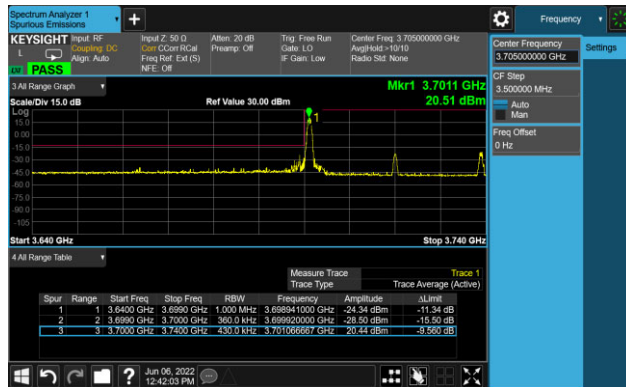 Spectrum Analyzer 1
Spurious Emissions
+
Frequency
KEYSIGHT
Input: RF
Coupling: DC
Align: Auto
Input Z: 50 Ω
Corr CCorr RCal
Freq Ref: Ext (S)
NFE: Off
Atten: 20 dB
Preamp: Off
Trig: Free Run
Gate: LO
IF Gain: Low
Center Freq: 3.705000000 GHz
Avg|Hold:>10/10
Radio Std: None
L
PASS
Center Frequency
3.705000000 GHz
Settings
CF Step
3.500000 MHz
Auto
Man
Freq Offset
0 Hz
3 All Range Graph
Mkr1 3.7011 GHz
20.51 dBm
Scale/Div 15.0 dB
Ref Value 30.00 dBm
Log
15.0
0.00
-15.0
-30.0
-45.0
-60.0
-75.0
-90.0
-105
1
Start 3.640 GHz
Stop 3.740 GHz
4 All Range Table
Measure Trace Trace 1
Trace Type Trace Average (Active)
Spur Range Start Freq Stop Freq RBW Frequency Amplitude ΔLimit
1 1 3.6400 GHz 3.6990 GHz 1.000 MHz 3.698941000 GHz -24.34 dBm -11.34 dB
2 2 3.6990 GHz 3.7000 GHz 360.0 kHz 3.699920000 GHz -28.50 dBm -15.50 dB
3 3 3.7000 GHz 3.7400 GHz 430.0 kHz 3.701066667 GHz 20.44 dBm -9.560 dB
?
Jun 06, 2022
12:42:03 PM